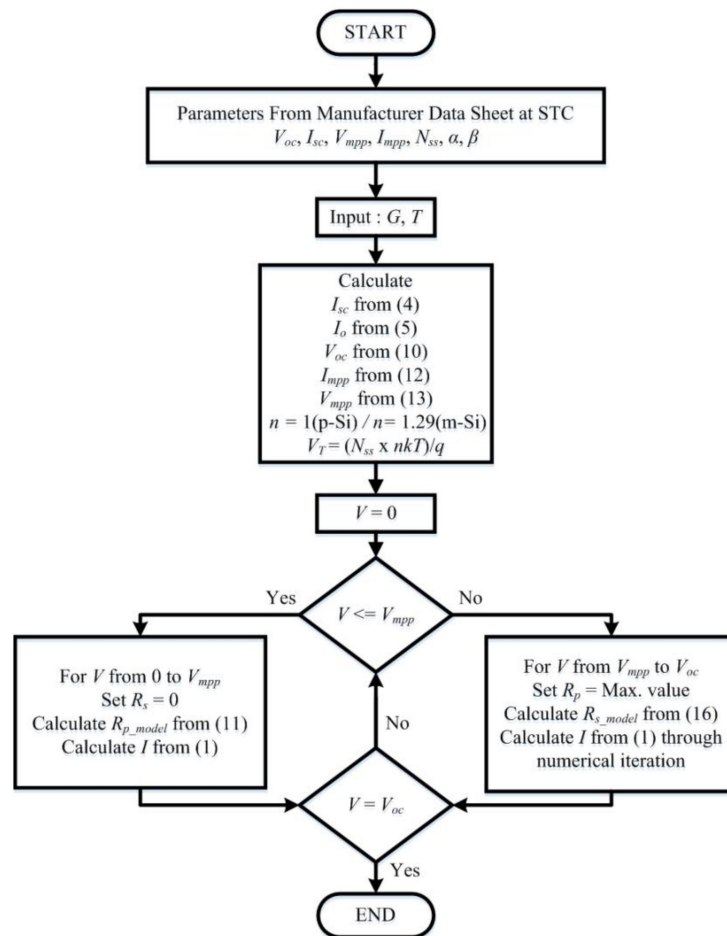 START
Parameters From Manufacturer Data Sheet at STC
Voc, Isc, Vmpp, Impp, Nss, α, β
Input : G, T
Calculate
Isc from (4)
Io from (5)
Voc from (10)
Impp from (12)
Vmpp from (13)
n = 1(p-Si) / n= 1.29(m-Si)
VT = (Nss x nkT)/q
V = 0
Yes
V <= Vmpp
No
For V from 0 to Vmpp
Set Rs = 0
Calculate Rp_model from (11)
Calculate I from (1)
For V from Vmpp to Voc
Set Rp = Max. value
Calculate Rs_model from (16)
Calculate I from (1) through
numerical iteration
No
V = Voc
Yes
END